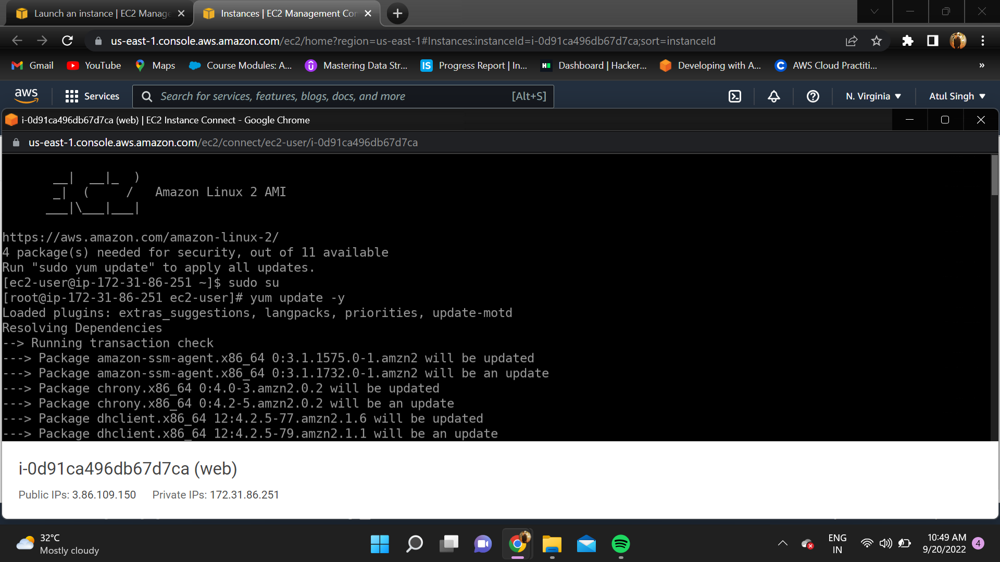 Launch an instance | EC2 Manage
Instances | EC2 Management Cor
us-east-1.console.aws.amazon.com/ec2/home?region=us-east-1#Instances:instanceId=i-0d91ca496db67d7ca;sort=instanceId
Gmail YouTube Maps Course Modules: A... Mastering Data Str... IS Progress Report | In... Dashboard | Hacker... Developing with A... C AWS Cloud Practiti... »
aws Services Search for services, features, blogs, docs, and more [Alt+S] N. Virginia Atul Singh
i-0d91ca496db67d7ca (web) | EC2 Instance Connect - Google Chrome
us-east-1.console.aws.amazon.com/ec2/connect/ec2-user/i-0d91ca496db67d7ca
__|  __|_  )
_|  (     /   Amazon Linux 2 AMI
___|\___|___|
https://aws.amazon.com/amazon-linux-2/
4 package(s) needed for security, out of 11 available
Run "sudo yum update" to apply all updates.
[ec2-user@ip-172-31-86-251 ~]$ sudo su
[root@ip-172-31-86-251 ec2-user]# yum update -y
Loaded plugins: extras_suggestions, langpacks, priorities, update-motd
Resolving Dependencies
--> Running transaction check
---> Package amazon-ssm-agent.x86_64 0:3.1.1575.0-1.amzn2 will be updated
---> Package amazon-ssm-agent.x86_64 0:3.1.1732.0-1.amzn2 will be an update
---> Package chrony.x86_64 0:4.0-3.amzn2.0.2 will be updated
---> Package chrony.x86_64 0:4.2-5.amzn2.0.2 will be an update
---> Package dhclient.x86_64 12:4.2.5-77.amzn2.1.6 will be updated
---> Package dhclient.x86_64 12:4.2.5-79.amzn2.1.1 will be an update
i-0d91ca496db67d7ca (web)
Public IPs: 3.86.109.150 Private IPs: 172.31.86.251
32°C
Mostly cloudy
ENG
IN
10:49 AM
9/20/2022
4